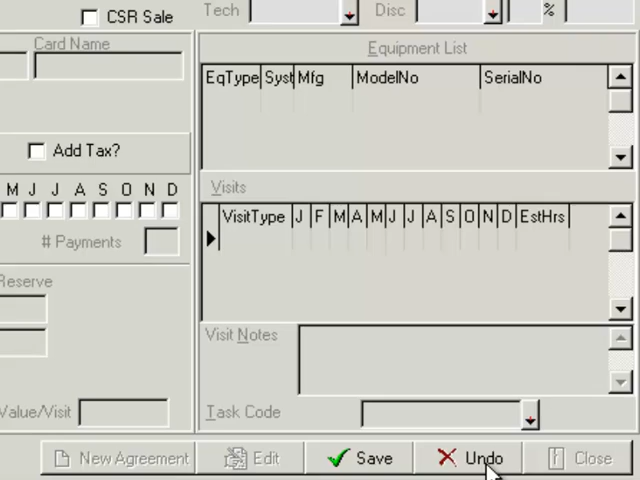 CSR Sale
Tech
Disc
%
Card Name
Equipment List
EqType Syst Mfg ModelNo SerialNo
Add Tax?
M J J A S O N D
Visits
VisitType J F M A M J J A S O N D EstHrs
# Payments
Reserve
Visit Notes
Value/Visit
Task Code
New Agreement Edit Save Undo Close